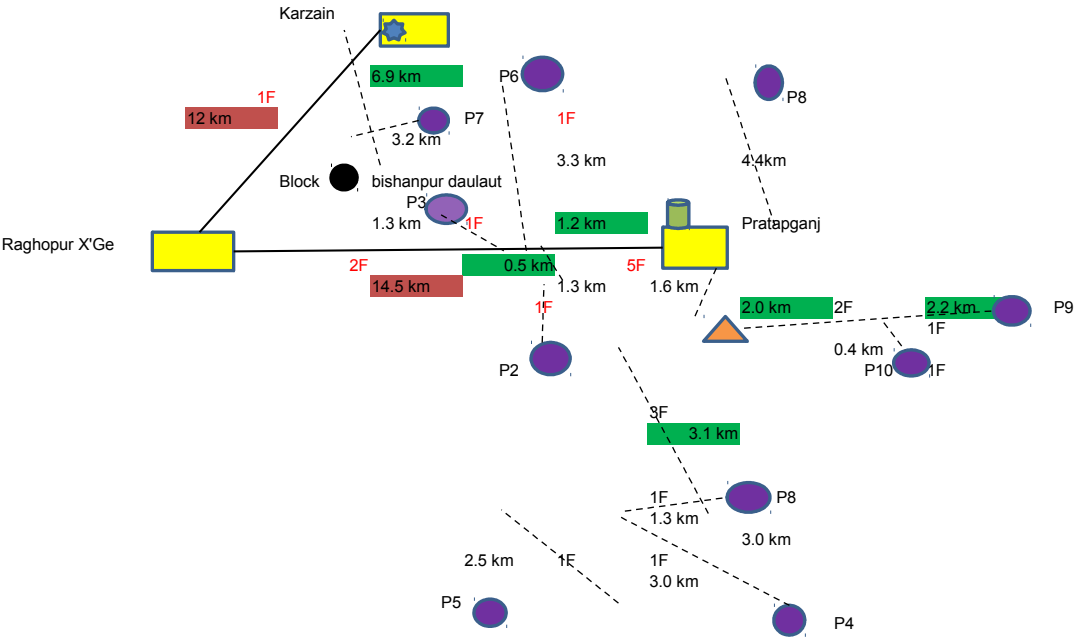 Karzain
6.9 km
P6
P8
1F
12 km
P7
1F
3.2 km
3.3 km
4.4km
Block
bishanpur daulaut
P3
1.3 km
1F
1.2 km
Pratapganj
Raghopur X'Ge
2F
0.5 km
5F
14.5 km
1.3 km
1.6 km
1F
2.0 km
2F
2.2 km
P9
1F
0.4 km
P2
P10
1F
3F
3.1 km
1F
P8
1.3 km
3.0 km
2.5 km
1F
1F
3.0 km
P5
P4